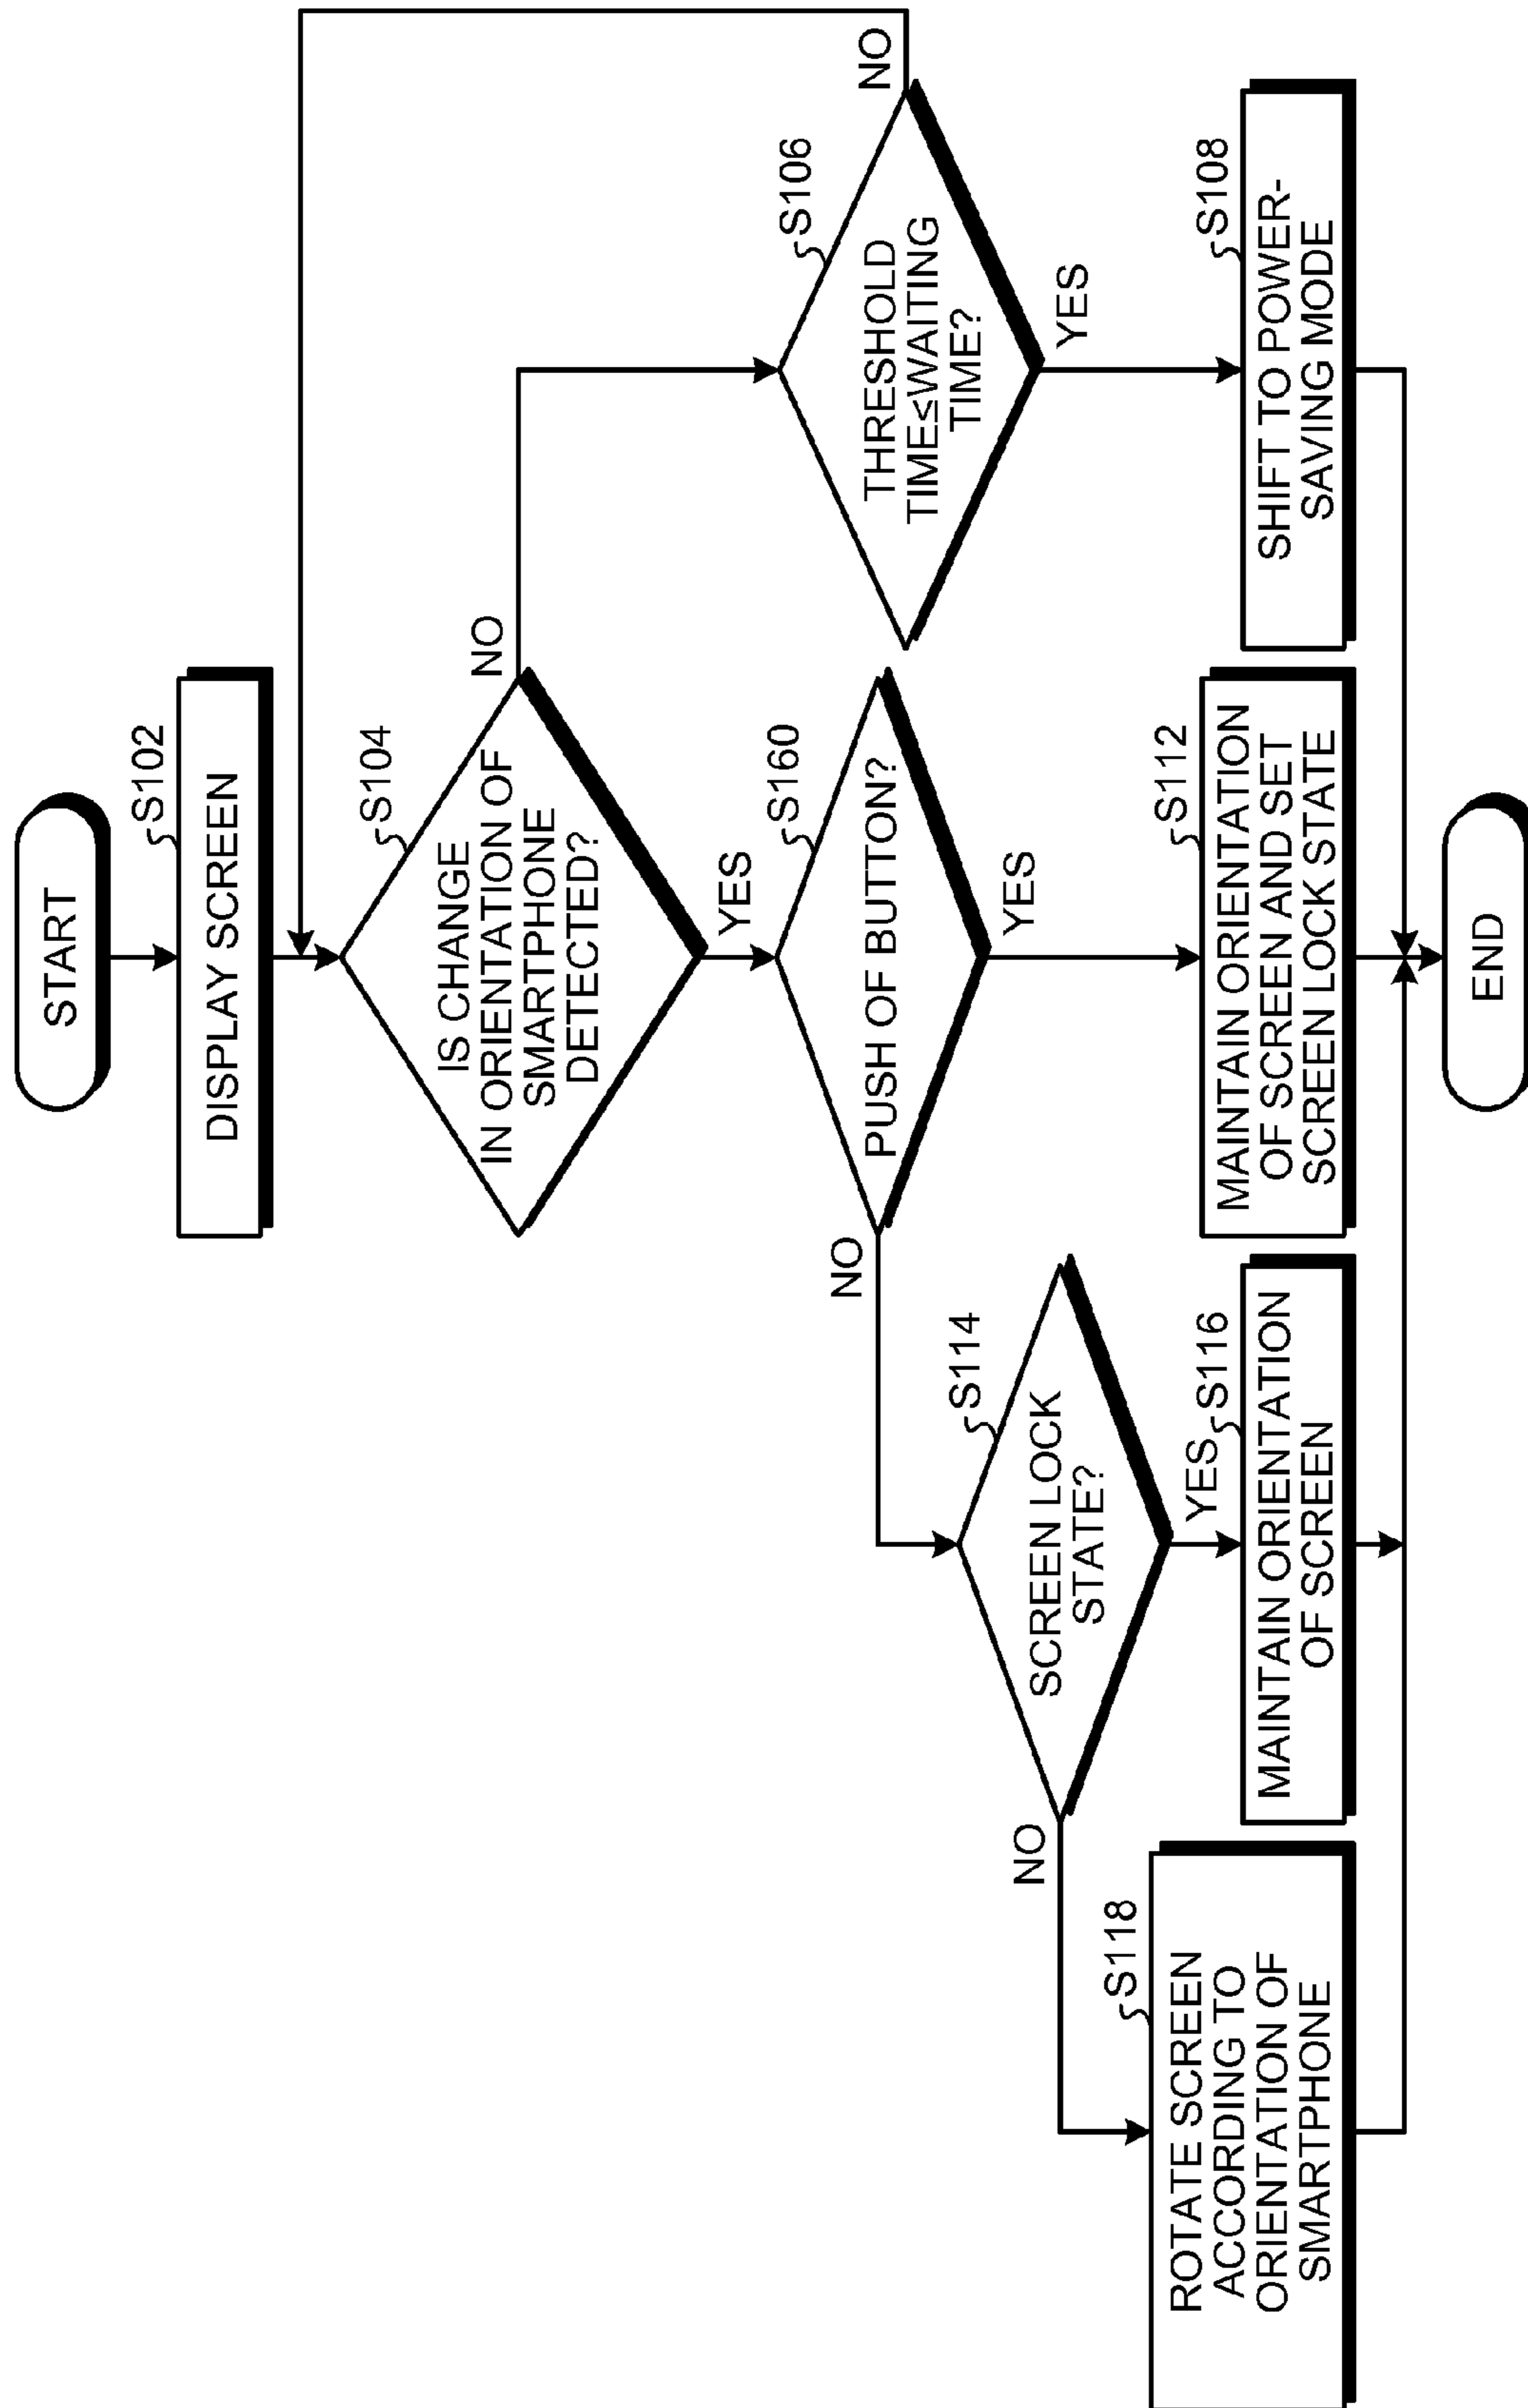 START
S102
DISPLAY SCREEN
S104
IS CHANGE
IN ORIENTATION OF
SMARTPHONE
DETECTED?
NO
YES
S106
THRESHOLD
TIME≤WAITING
TIME?
NO
YES
S108
SHIFT TO POWER-
SAVING MODE
S160
PUSH OF BUTTON?
NO
YES
S112
MAINTAIN ORIENTATION
OF SCREEN AND SET
SCREEN LOCK STATE
S114
SCREEN LOCK
STATE?
NO
YES
S116
MAINTAIN ORIENTATION
OF SCREEN
S118
ROTATE SCREEN
ACCORDING TO
ORIENTATION OF
SMARTPHONE
END